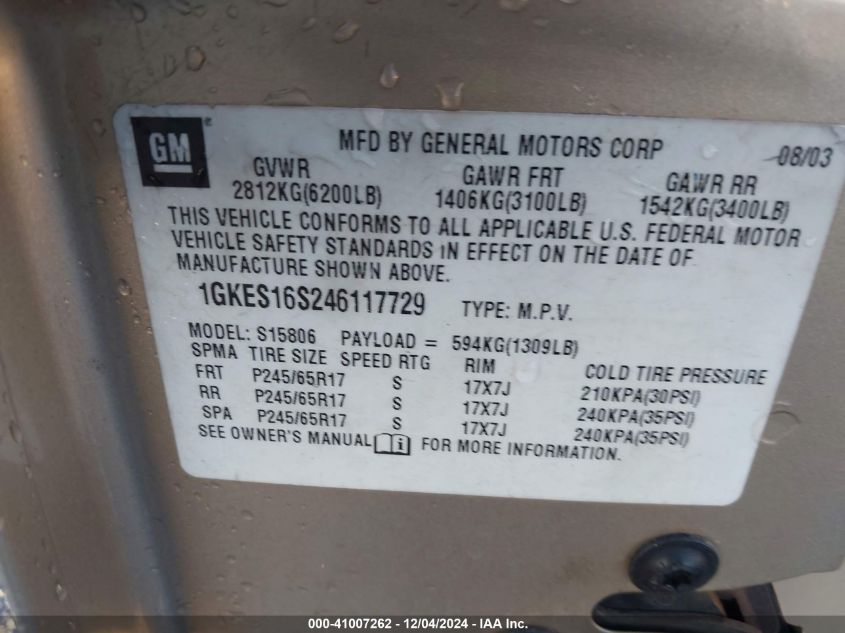 GM®
MFD BY GENERAL MOTORS CORP 08/03
GVWR GAWR FRT GAWR RR
2812KG(6200LB) 1406KG(3100LB) 1542KG(3400LB)
THIS VEHICLE CONFORMS TO ALL APPLICABLE U.S. FEDERAL MOTOR
VEHICLE SAFETY STANDARDS IN EFFECT ON THE DATE OF
MANUFACTURE SHOWN ABOVE.
1GKES16S246117729 TYPE: M.P.V.
MODEL: S15806 PAYLOAD = 594KG(1309LB)
SPMA TIRE SIZE SPEED RTG RIM COLD TIRE PRESSURE
FRT P245/65R17 S 17X7J 210KPA(30PSI)
RR P245/65R17 S 17X7J 240KPA(35PSI)
SPA P245/65R17 S 17X7J 240KPA(35PSI)
SEE OWNER'S MANUAL i FOR MORE INFORMATION.
000-41007262 - 12/04/2024 - IAA Inc.